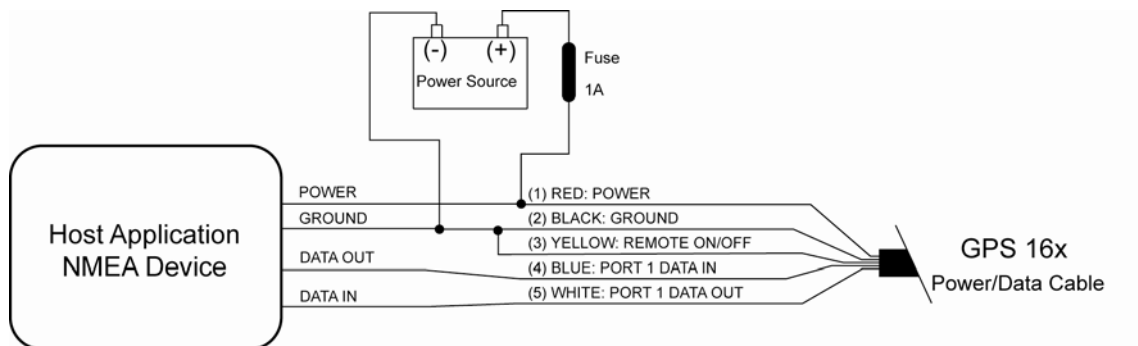 (-) (+)
Power Source
Fuse
1A
Host Application
NMEA Device
POWER
GROUND
DATA OUT
DATA IN
(1) RED: POWER
(2) BLACK: GROUND
(3) YELLOW: REMOTE ON/OFF
(4) BLUE: PORT 1 DATA IN
(5) WHITE: PORT 1 DATA OUT
GPS 16x
Power/Data Cable